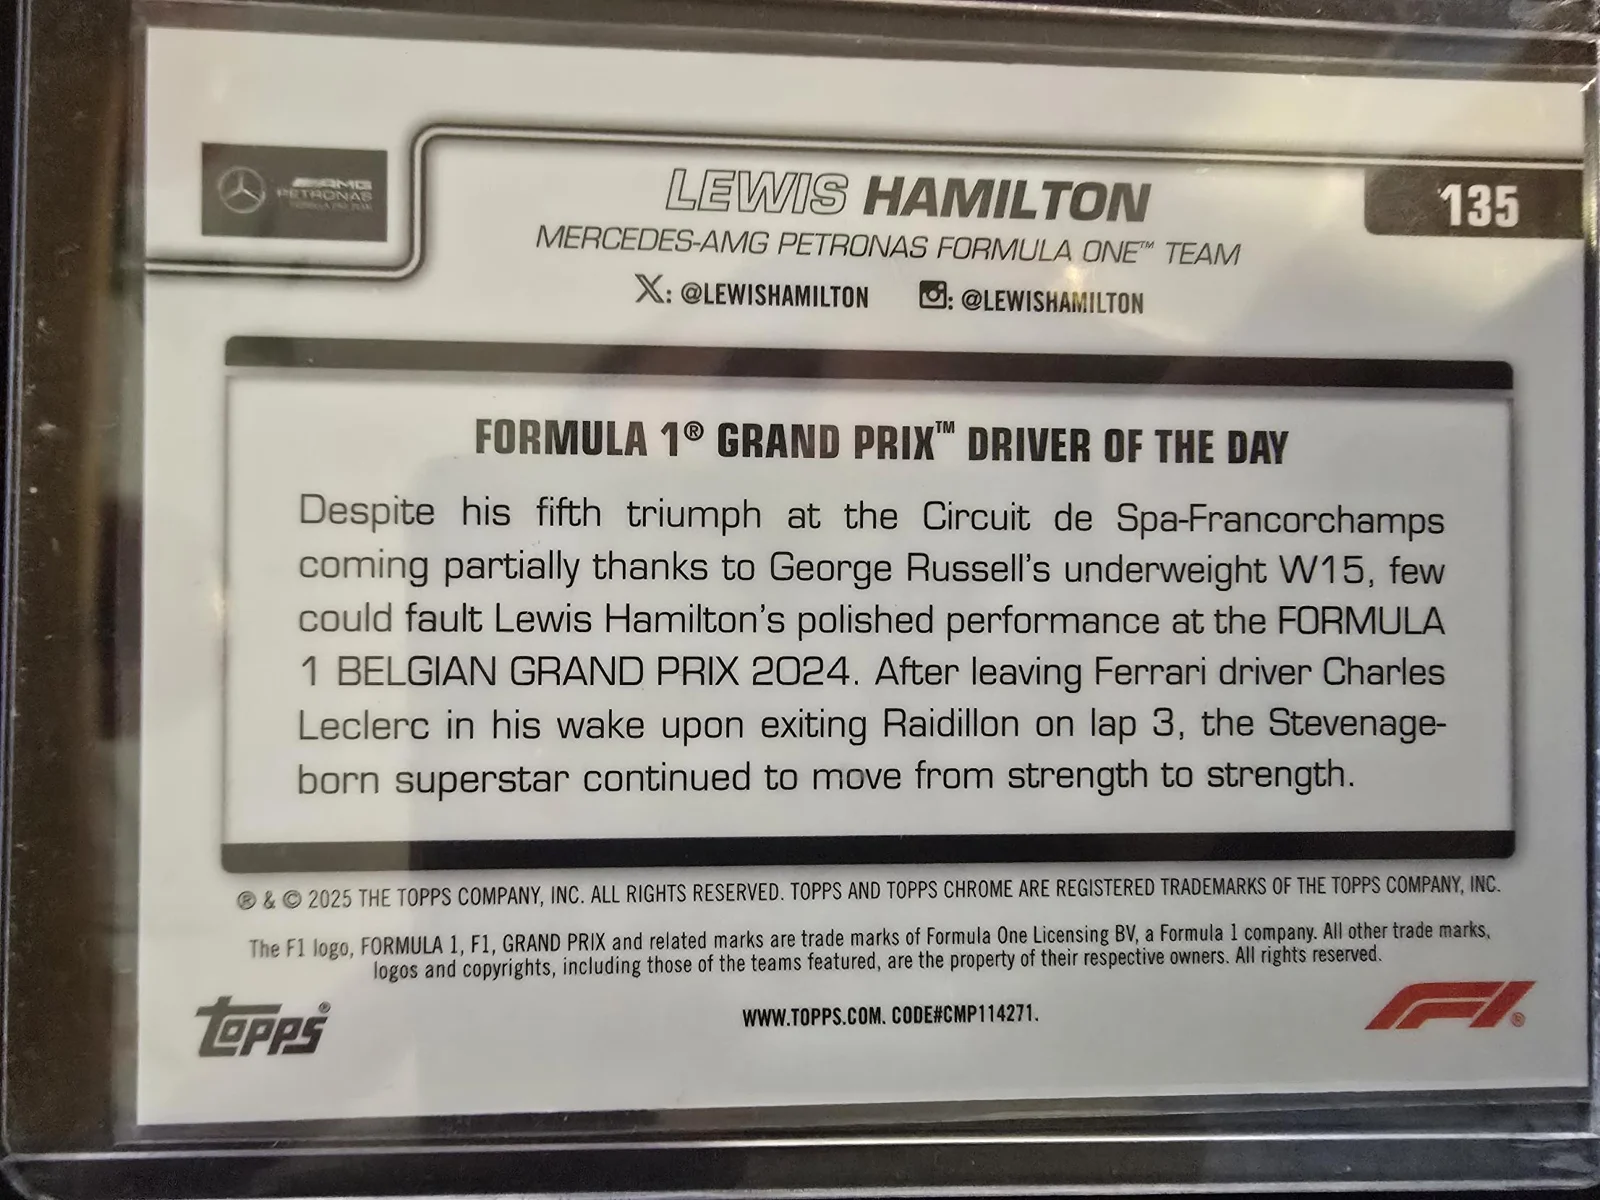 AMG
PETRONAS
LEWIS HAMILTON
135
MERCEDES-AMG PETRONAS FORMULA ONE™ TEAM
X: @LEWISHAMILTON : @LEWISHAMILTON
FORMULA 1® GRAND PRIX™ DRIVER OF THE DAY
Despite his fifth triumph at the Circuit de Spa-Francorchamps
coming partially thanks to George Russell's underweight W15, few
could fault Lewis Hamilton's polished performance at the FORMULA
1 BELGIAN GRAND PRIX 2024. After leaving Ferrari driver Charles
Leclerc in his wake upon exiting Raidillon on lap 3, the Stevenage-
born superstar continued to move from strength to strength.
® & © 2025 THE TOPPS COMPANY, INC. ALL RIGHTS RESERVED. TOPPS AND TOPPS CHROME ARE REGISTERED TRADEMARKS OF THE TOPPS COMPANY, INC.
The F1 logo, FORMULA 1, F1, GRAND PRIX and related marks are trade marks of Formula One Licensing BV, a Formula 1 company. All other trade marks,
logos and copyrights, including those of the teams featured, are the property of their respective owners. All rights reserved.
Topps®
WWW.TOPPS.COM. CODE#CMP114271.
F1®